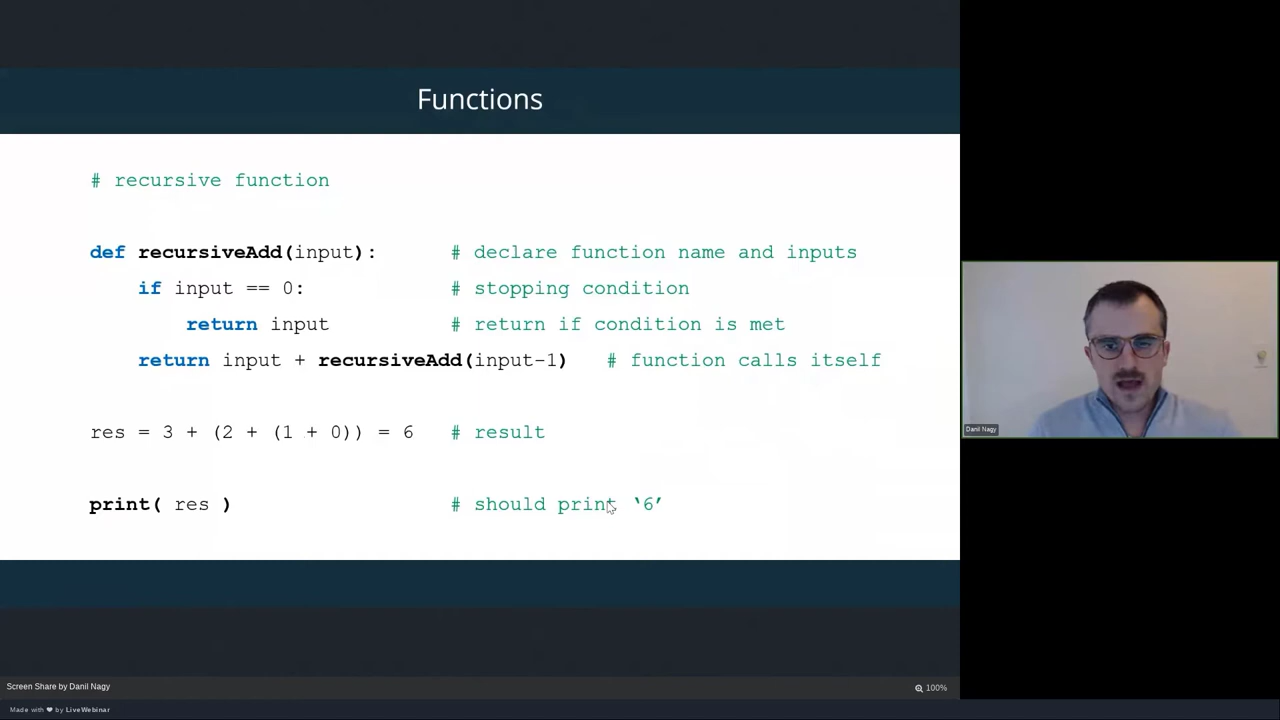 Functions
# recursive function
def recursiveAdd(input): # declare function name and inputs
if input == 0: # stopping condition
return input # return if condition is met
return input + recursiveAdd(input-1) # function calls itself
res = 3 + (2 + (1 + 0)) = 6 # result
print( res ) # should print ‘6’
Danil Nagy
Screen Share by Danil Nagy
100%
Made with ❤ by LiveWebinar